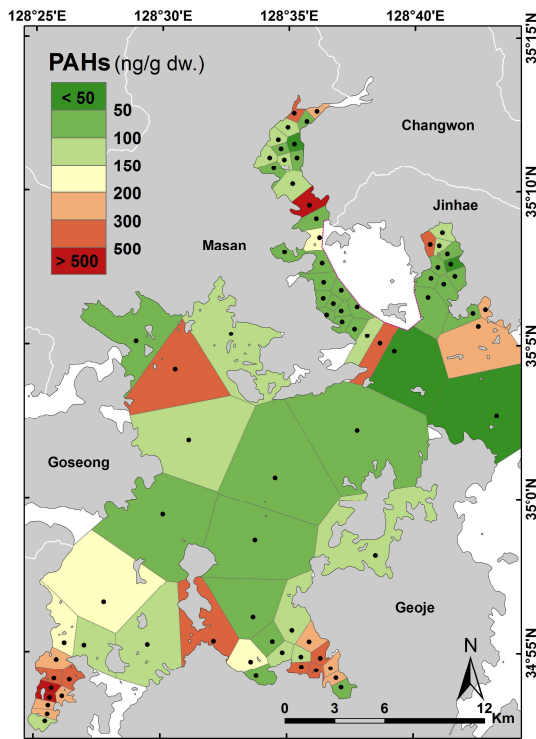 128°25'E 128°30'E 128°35'E 128°40'E
35°15'N
PAHs (ng/g dw.)
< 50
50
100
150
200
300
500
> 500
Changwon
35°10'N
Jinhae
Masan
35°5'N
Goseong
35°0'N
Geoje
34°55'N
N
0 3 6 12
Km